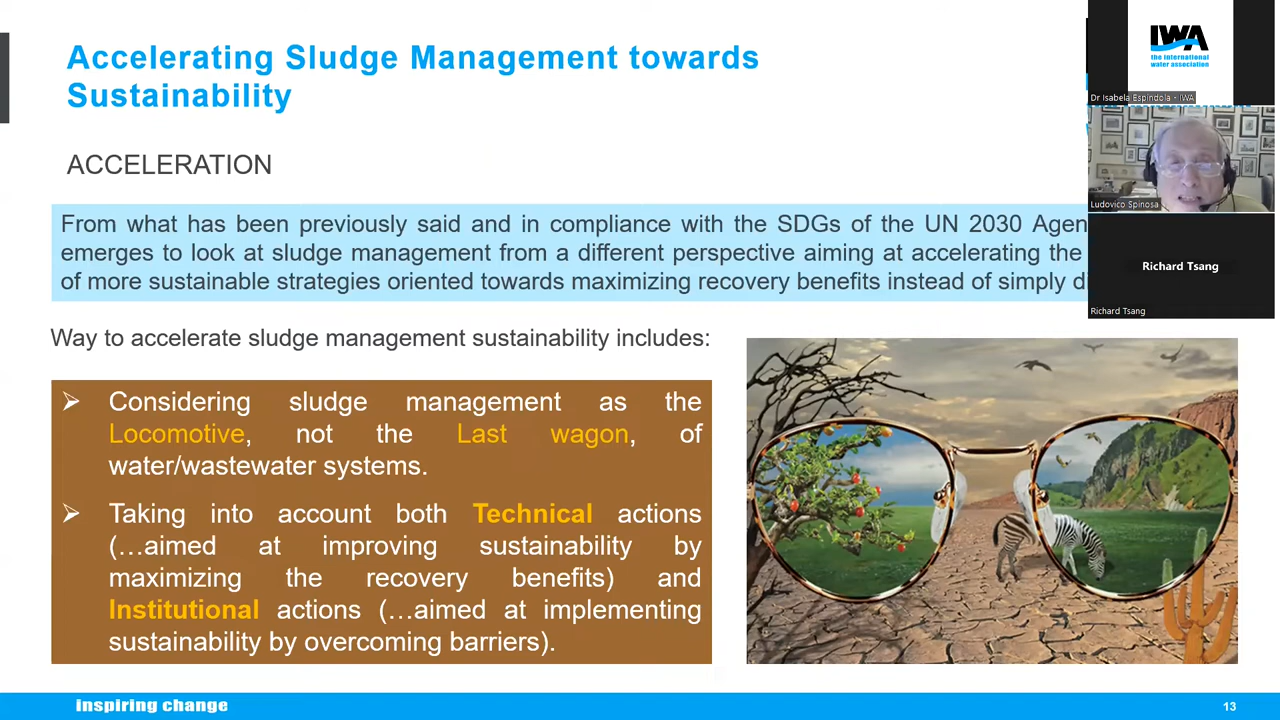 Accelerating Sludge Management towards
Sustainability
ACCELERATION
From what has been previously said and in compliance with the SDGs of the UN 2030
emerges to look at sludge management from a different perspective aiming at accelerating the
of more sustainable strategies oriented towards maximizing recovery benefits instead of simply
Way to accelerate sludge management sustainability includes:
➢ Considering sludge management as the
Locomotive, not the Last wagon, of
water/wastewater systems.
➢ Taking into account both Technical actions
(…aimed at improving sustainability by
maximizing the recovery benefits) and
Institutional actions (…aimed at implementing
sustainability by overcoming barriers).
inspiring change
13
IWA
the international
water association
Dr Isabela Espindola - IWA
Ludovico Spinosa
Richard Tsang
Richard Tsang